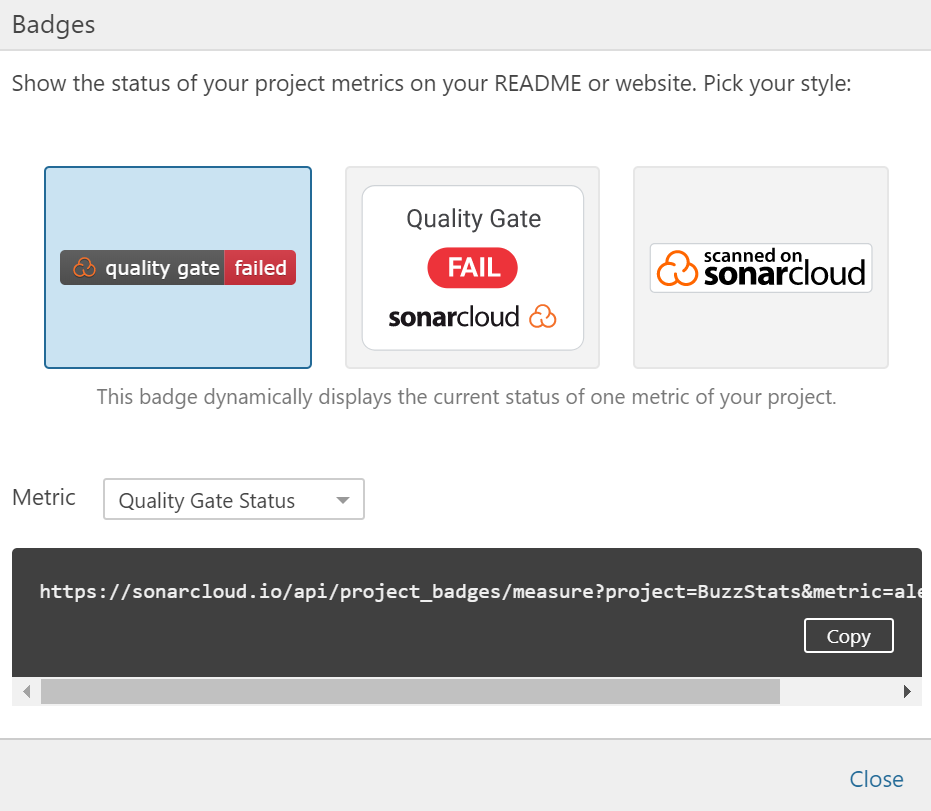 Badges
Show the status of your project metrics on your README or website. Pick your style:
quality gate failed
Quality Gate
FAIL
sonarcloud
scanned on
sonarcloud
This badge dynamically displays the current status of one metric of your project.
Metric Quality Gate Status
https://sonarcloud.io/api/project_badges/measure?project=BuzzStats&metric=ale
Copy
Close